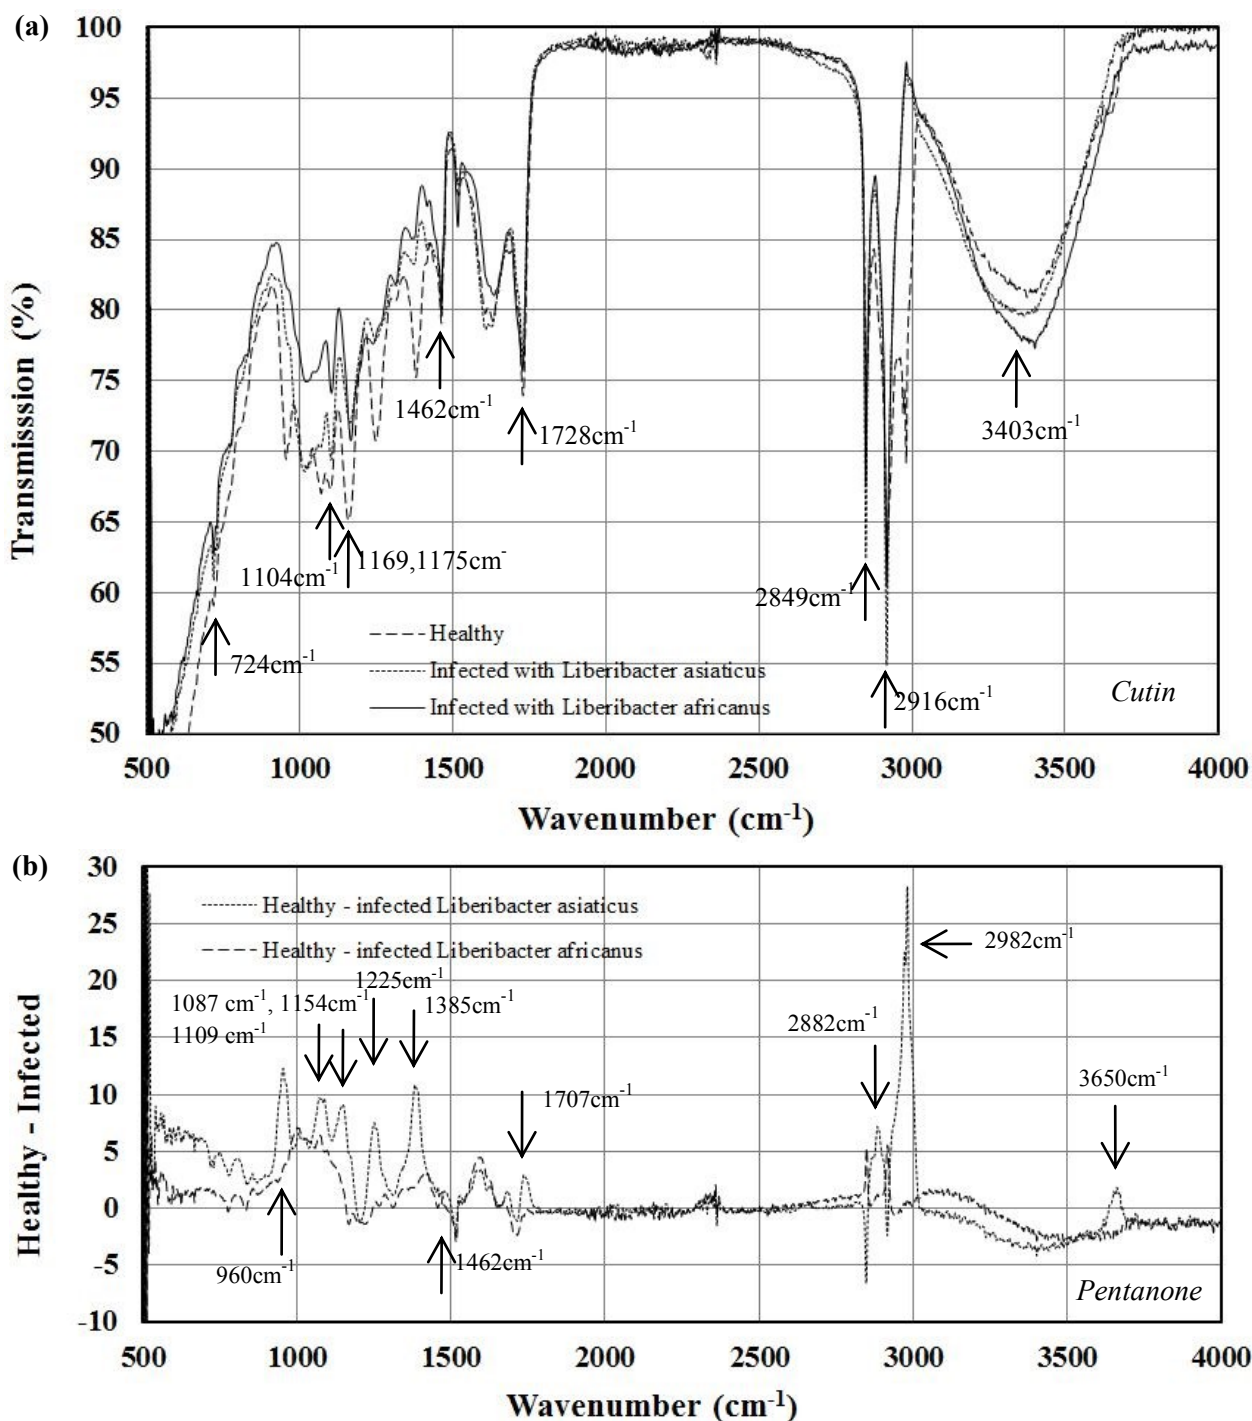 (a)
100
95
90
85
80
75
70
65
60
55
50
Transmisssion (%)
1462cm⁻¹
1728cm⁻¹
3403cm⁻¹
1104cm⁻¹
1169,1175cm⁻
2849cm⁻¹
724cm⁻¹
2916cm⁻¹
Healthy
Infected with Liberibacter asiaticus
Infected with Liberibacter africanus
Cutin
500 1000 1500 2000 2500 3000 3500 4000
Wavenumber (cm⁻¹)
(b)
30
25
20
15
10
5
0
-5
-10
Healthy - Infected
Healthy - infected Liberibacter asiaticus
Healthy - infected Liberibacter africanus
1225cm⁻¹
1087 cm⁻¹, 1154cm⁻¹
1385cm⁻¹
1109 cm⁻¹
2982cm⁻¹
2882cm⁻¹
3650cm⁻¹
1707cm⁻¹
960cm⁻¹
1462cm⁻¹
Pentanone
500 1000 1500 2000 2500 3000 3500 4000
Wavenumber (cm⁻¹)